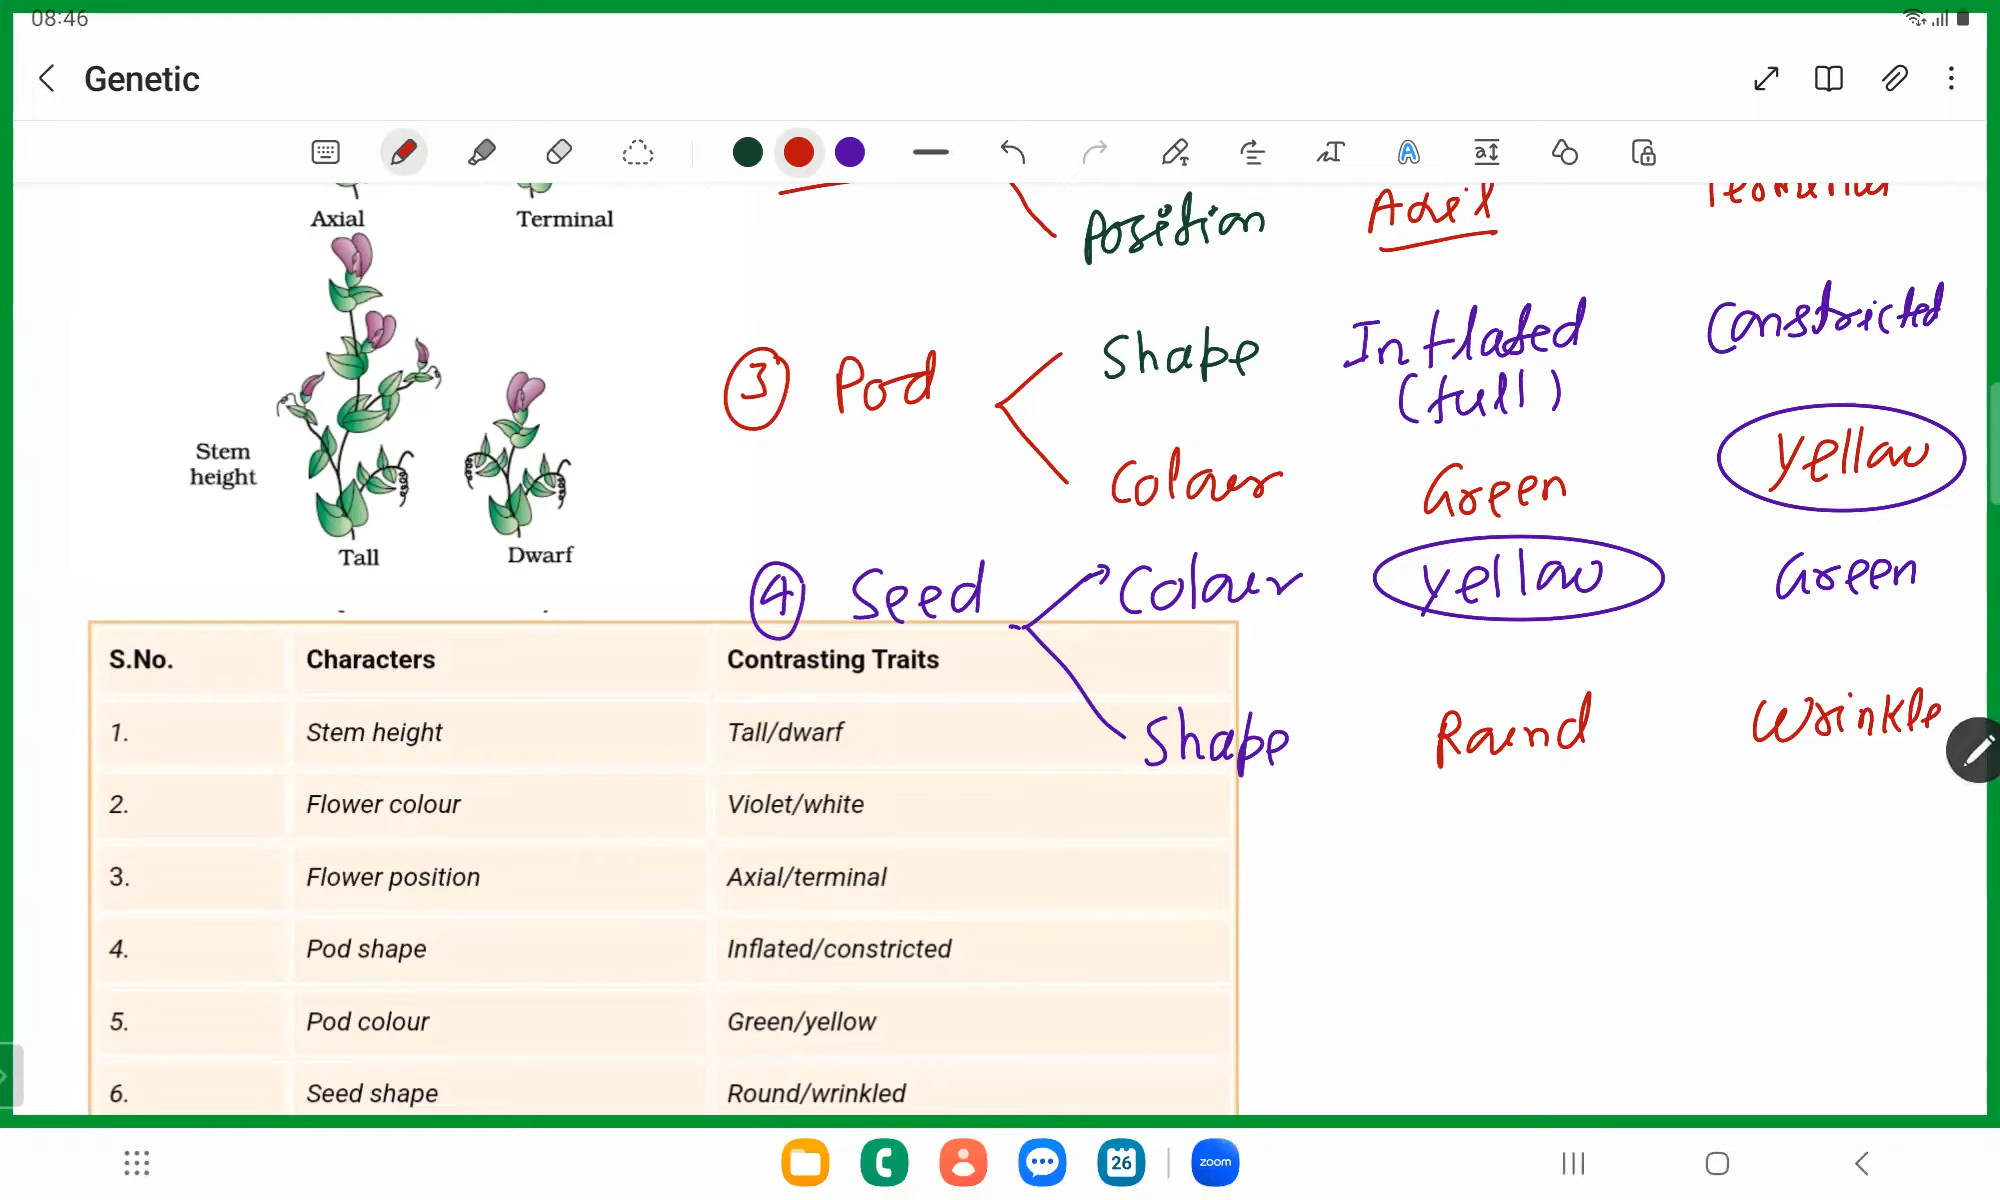 08:46
Genetic
Axial
Terminal
Position
Shape
Inflated
Constricted
(full)
3 Pod
Stem
height
Colour
Green
yellow
Tall
Dwarf
4 Seed
Colour
yellow
Green
S.No.
Characters
Contrasting Traits
1.
Stem height
Tall/dwarf
Shape
Round
Wrinkle
2.
Flower colour
Violet/white
3.
Flower position
Axial/terminal
4.
Pod shape
Inflated/constricted
5.
Pod colour
Green/yellow
6.
Seed shape
Round/wrinkled
26
zoom